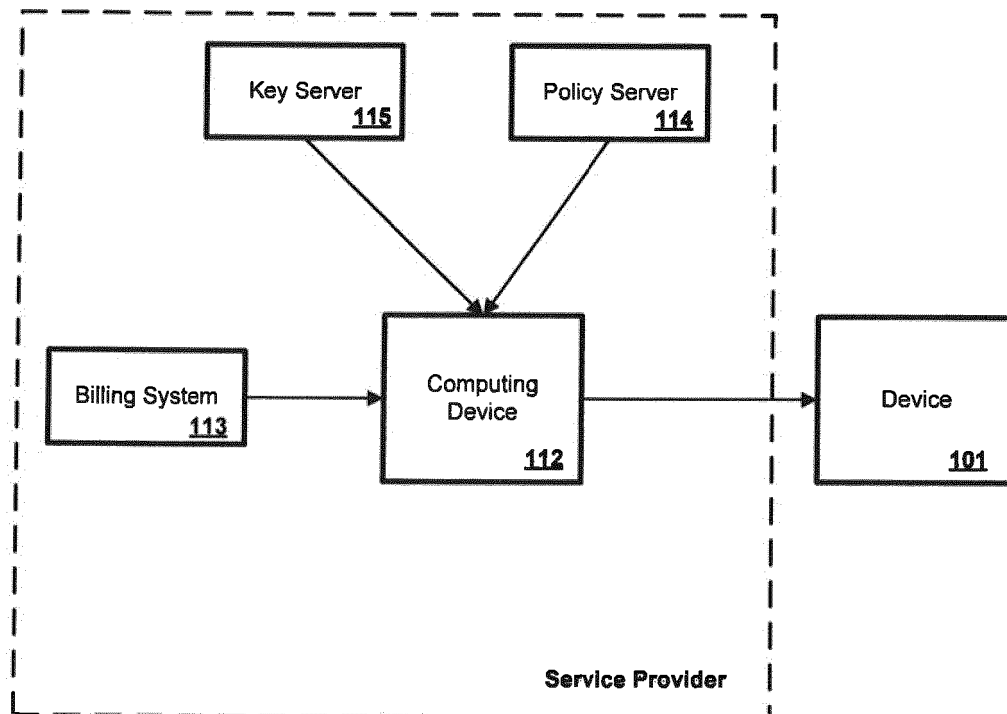 Key Server
115
Policy Server
114
Billing System
113
Computing
Device
112
Device
101
Service Provider